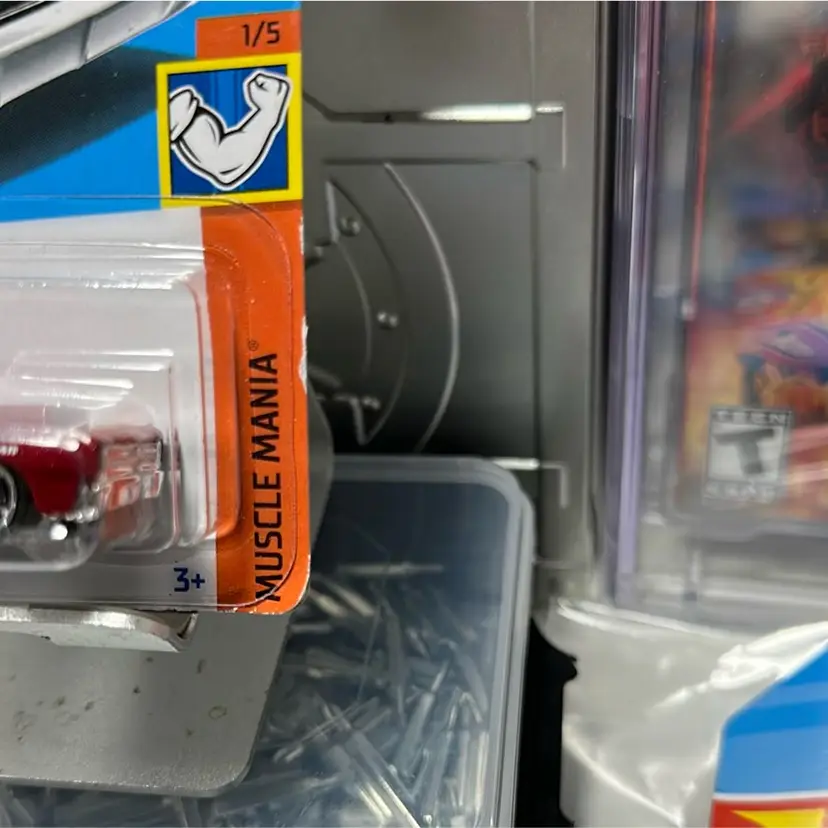 1/5
MUSCLE MANIA®
3+
TEEN
T